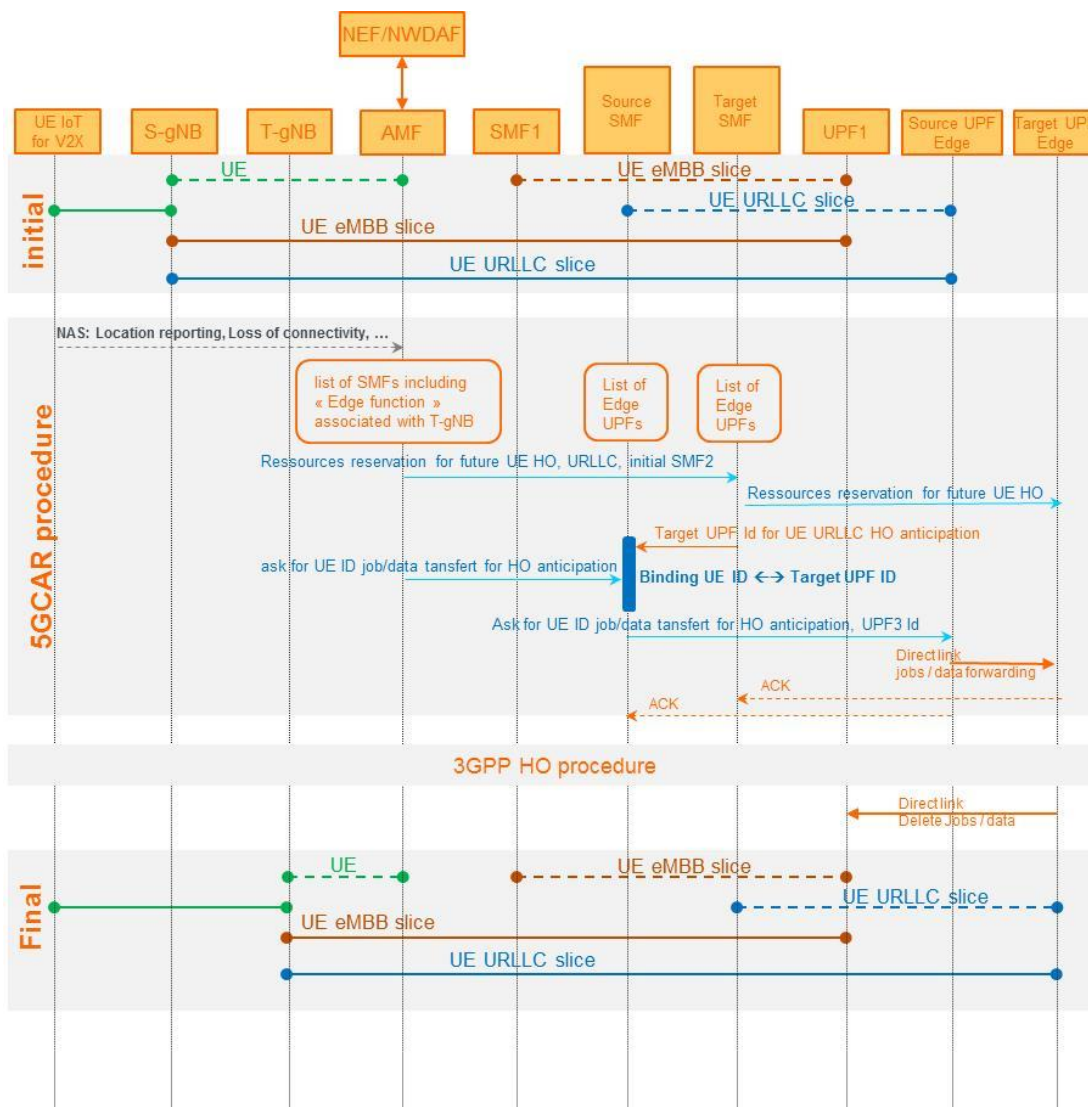 NEF/NWDAF
UE IoT
for V2X
S-gNB
T-gNB
AMF
SMF1
Source
SMF
Target
SMF
UPF1
Source UPF
Edge
Target UPF
Edge
initial
UE
UE eMBB slice
UE URLLC slice
UE eMBB slice
UE URLLC slice
5GCAR procedure
NAS: Location reporting, Loss of connectivity, ...
list of SMFs including
« Edge function »
associated with T-gNB
List of
Edge
UPFs
List of
Edge
UPFs
Ressources reservation for future UE HO, URLLC, initial SMF2
Ressources reservation for future UE HO
Target UPF Id for UE URLLC HO anticipation
ask for UE ID job/data tansfert for HO anticipation
Binding UE ID ←→ Target UPF ID
Ask for UE ID job/data tansfert for HO anticipation, UPF3 Id
Direct link
jobs / data forwarding
ACK
ACK
3GPP HO procedure
Direct link
Delete Jobs / data
Final
UE
UE eMBB slice
UE URLLC slice
UE eMBB slice
UE URLLC slice